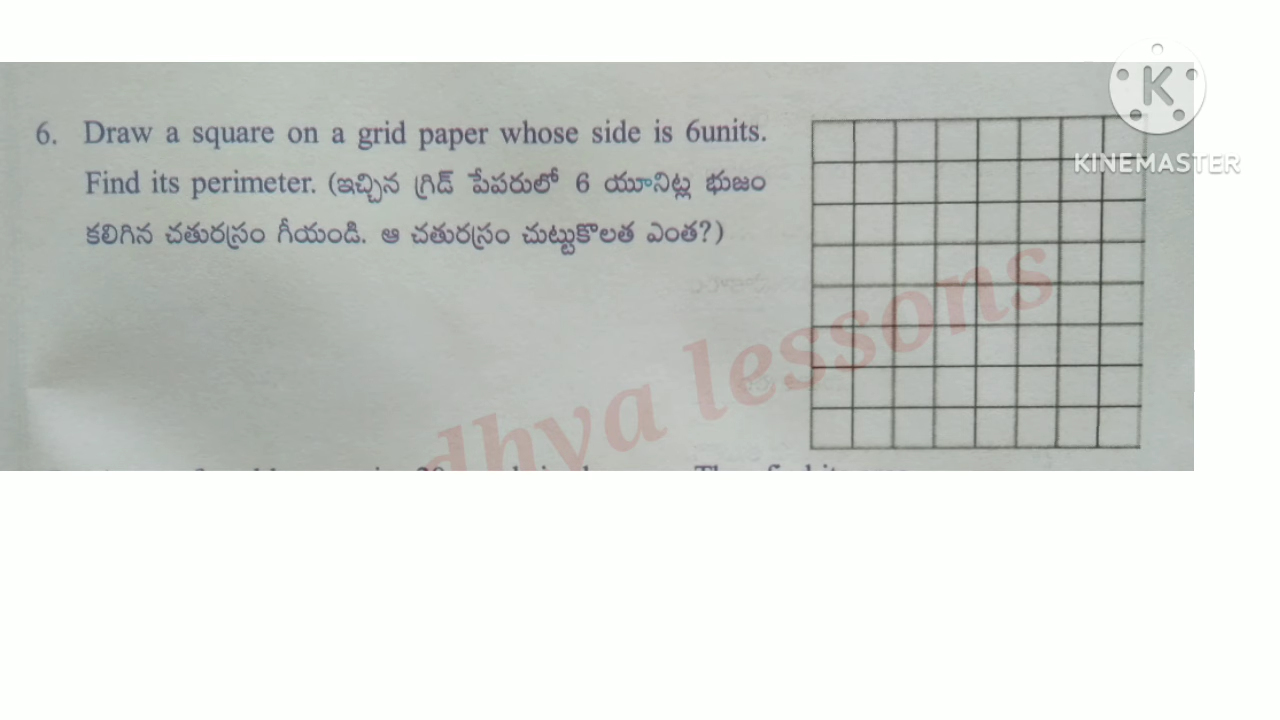 6. Draw a square on a grid paper whose side is 6units.
Find its perimeter. (ఇచ్చిన గ్రిడ్ పేపరులో 6 యూనిట్ల భుజం
కలిగిన చతురస్రం గీయండి. ఆ చతురస్రం చుట్టుకొలత ఎంత?)
K
KINEMASTER
dhya lessons